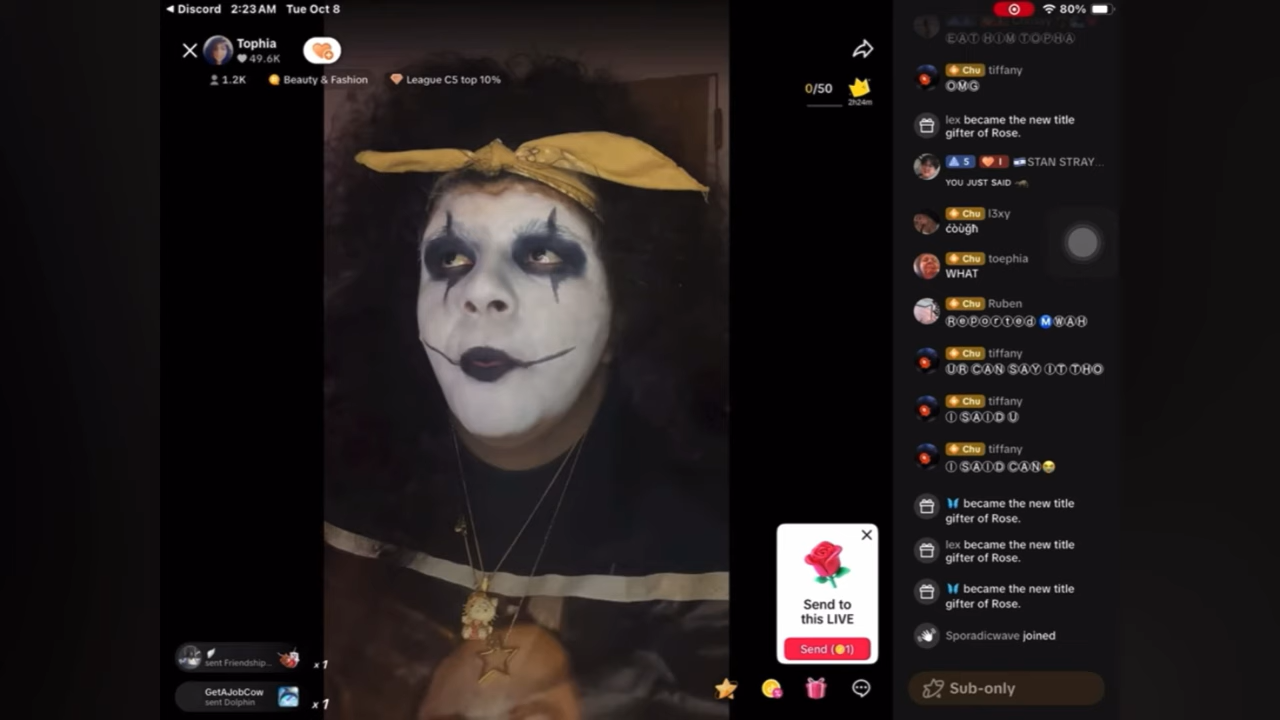 ◀ Discord 2:23 AM Tue Oct 8
80%
Tophia
49.6K
1.2K Beauty & Fashion League C5 top 10%
0/50
2h24m
ⒺⒶⓉ ⒽⒾⓂ ⓉⓄⓅⒽⒶ
Chu tiffany
ⓄⓂⒼ
lex became the new title
gifter of Rose.
5 1 🇮🇱STAN STRAY...
YOU JUST SAID
Chu l3xy
Chu toephia
WHAT
Chu Ruben
Ⓡⓔⓟⓞⓡⓣⓔⓓ Ⓜ️ⓌⒶⒽ
Chu tiffany
ⓊⓇ ⒸⒶⓃ ⓈⒶⓎ ⒾⓉ ⓉⒽⓄ
Chu tiffany
Ⓘ ⓈⒶⒾⒹ Ⓤ
Chu tiffany
Ⓘ ⓈⒶⒾⒹ ⒸⒶⓃ😂
🦋 became the new title
gifter of Rose.
lex became the new title
gifter of Rose.
🦋 became the new title
gifter of Rose.
Sporadicwave joined
Sub-only
Send to
this LIVE
Send (1)
sent Friendship... x1
GetAJobCow
sent Dolphin x1